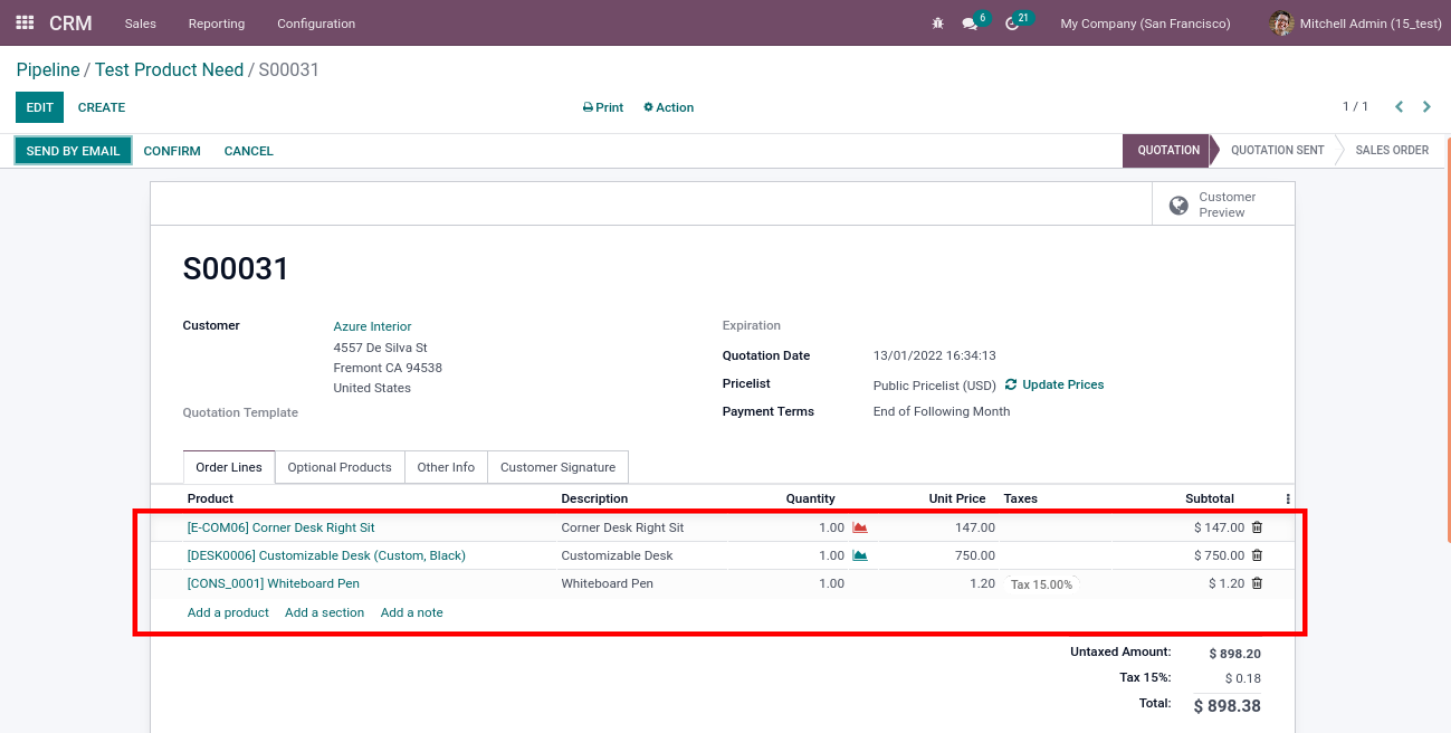 CRM Sales Reporting Configuration 6 21 My Company (San Francisco) Mitchell Admin (15_test)
Pipeline / Test Product Need / S00031
EDIT CREATE Print Action 1 / 1
SEND BY EMAIL CONFIRM CANCEL QUOTATION QUOTATION SENT SALES ORDER
Customer
Preview
S00031
Customer Azure Interior Expiration
4557 De Silva St Quotation Date 13/01/2022 16:34:13
Fremont CA 94538
United States Pricelist Public Pricelist (USD) Update Prices
Quotation Template Payment Terms End of Following Month
Order Lines Optional Products Other Info Customer Signature
Product Description Quantity Unit Price Taxes Subtotal
[E-COM06] Corner Desk Right Sit Corner Desk Right Sit 1.00 147.00 $ 147.00
[DESK0006] Customizable Desk (Custom, Black) Customizable Desk 1.00 750.00 $ 750.00
[CONS_0001] Whiteboard Pen Whiteboard Pen 1.00 1.20 Tax 15.00% $ 1.20
Add a product Add a section Add a note
Untaxed Amount: $ 898.20
Tax 15%: $ 0.18
Total: $ 898.38